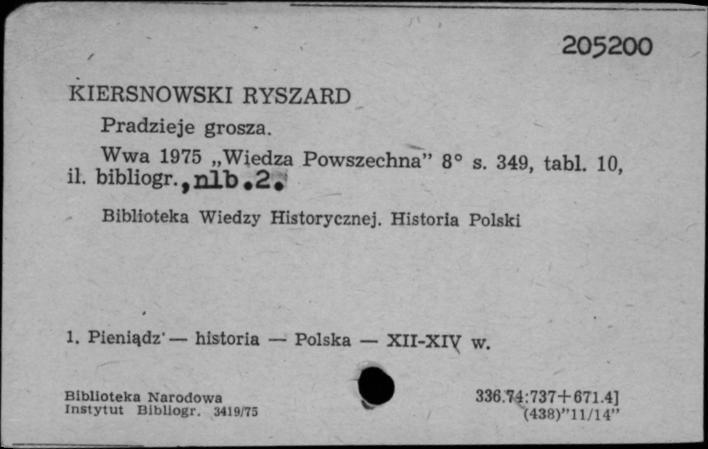 205200
KIERSNOWSKI RYSZARD
Pradzieje grosza.
Wwa 1975 „Wiedza Powszechna” 8° s. 349, tabl. 10,
il. bibliogr., nlb.2.
Biblioteka Wiedzy Historycznej. Historia Polski
1. Pieniądz — historia — Polska — XII-XIV w.
Biblioteka Narodowa
Instytut Bibliogr. 3419/75
336.74:737+671.4]
(438)”11/14”